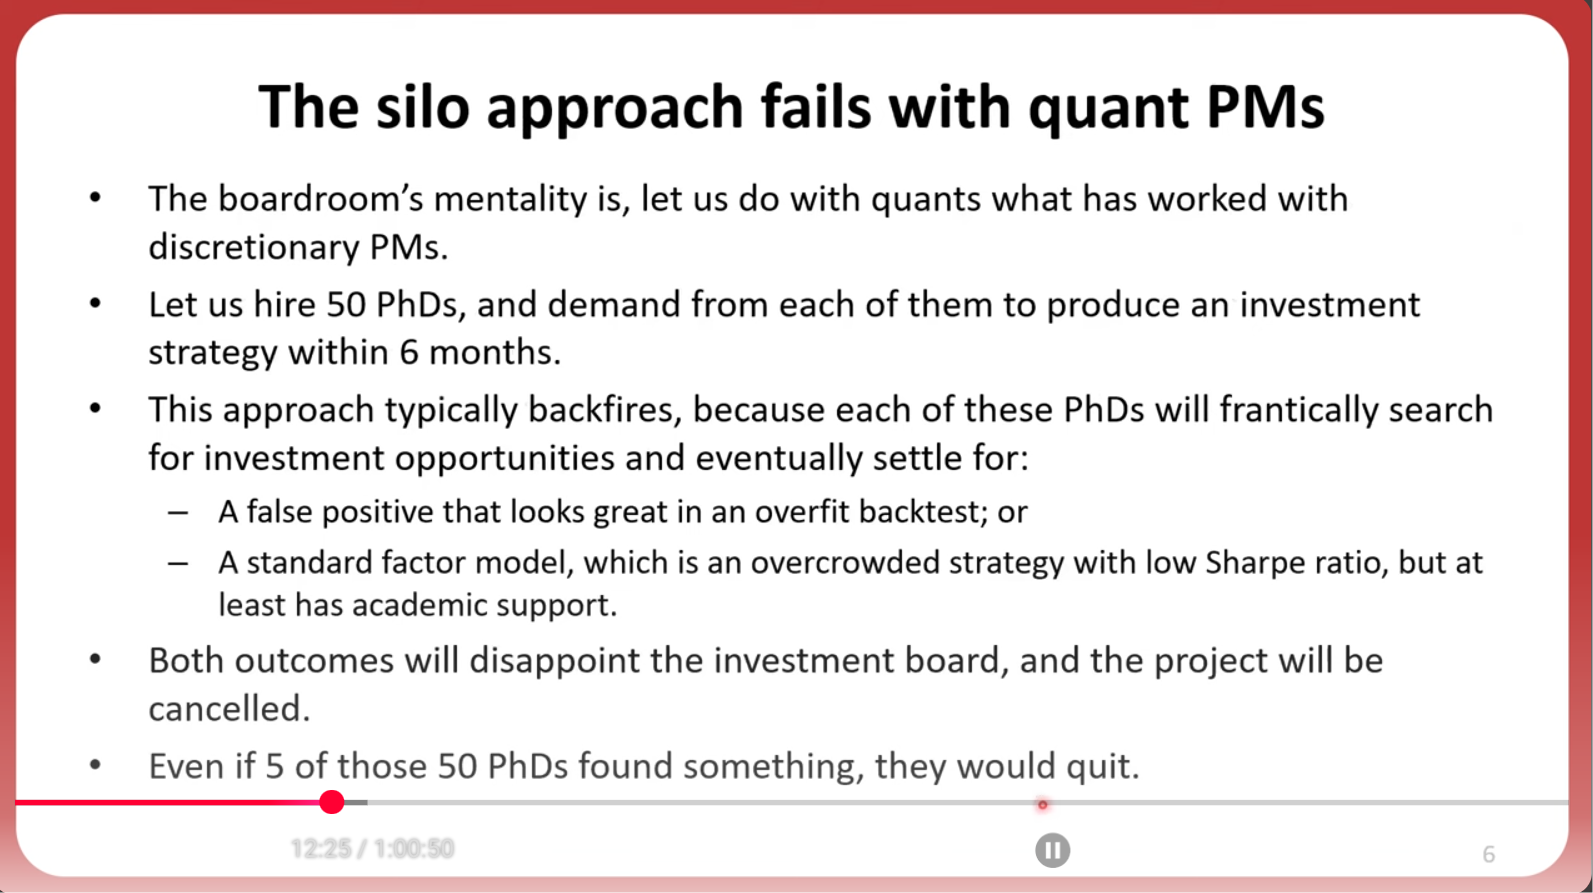 The silo approach fails with quant PMs
• The boardroom’s mentality is, let us do with quants what has worked with
discretionary PMs.
• Let us hire 50 PhDs, and demand from each of them to produce an investment
strategy within 6 months.
• This approach typically backfires, because each of these PhDs will frantically search
for investment opportunities and eventually settle for:
– A false positive that looks great in an overfit backtest; or
– A standard factor model, which is an overcrowded strategy with low Sharpe ratio, but at
least has academic support.
• Both outcomes will disappoint the investment board, and the project will be
cancelled.
• Even if 5 of those 50 PhDs found something, they would quit.
12:25 / 1:00:50
6